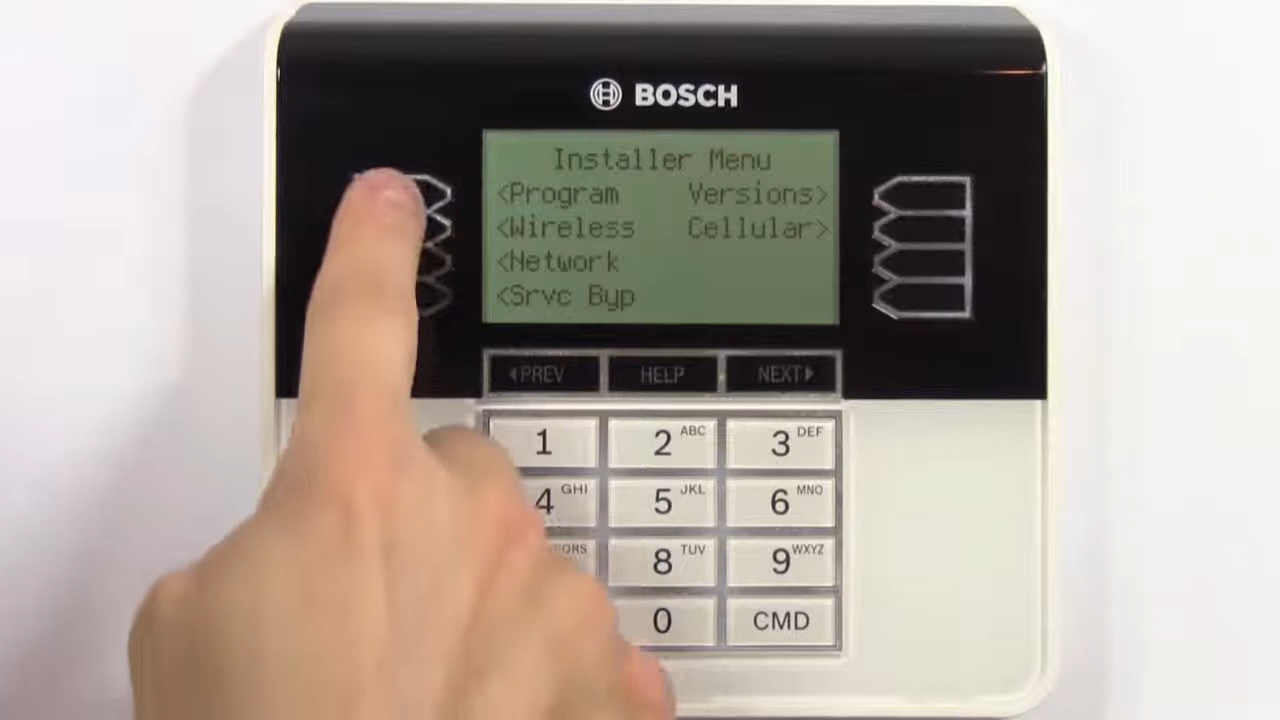 BOSCH
Installer Menu
<Program Versions>
<Wireless Cellular>
<Network
<Srvc Byp
PREV HELP NEXT
1 2 ABC 3 DEF
4 GHI 5 JKL 6 MNO
8 TUV 9 WXYZ
0 CMD